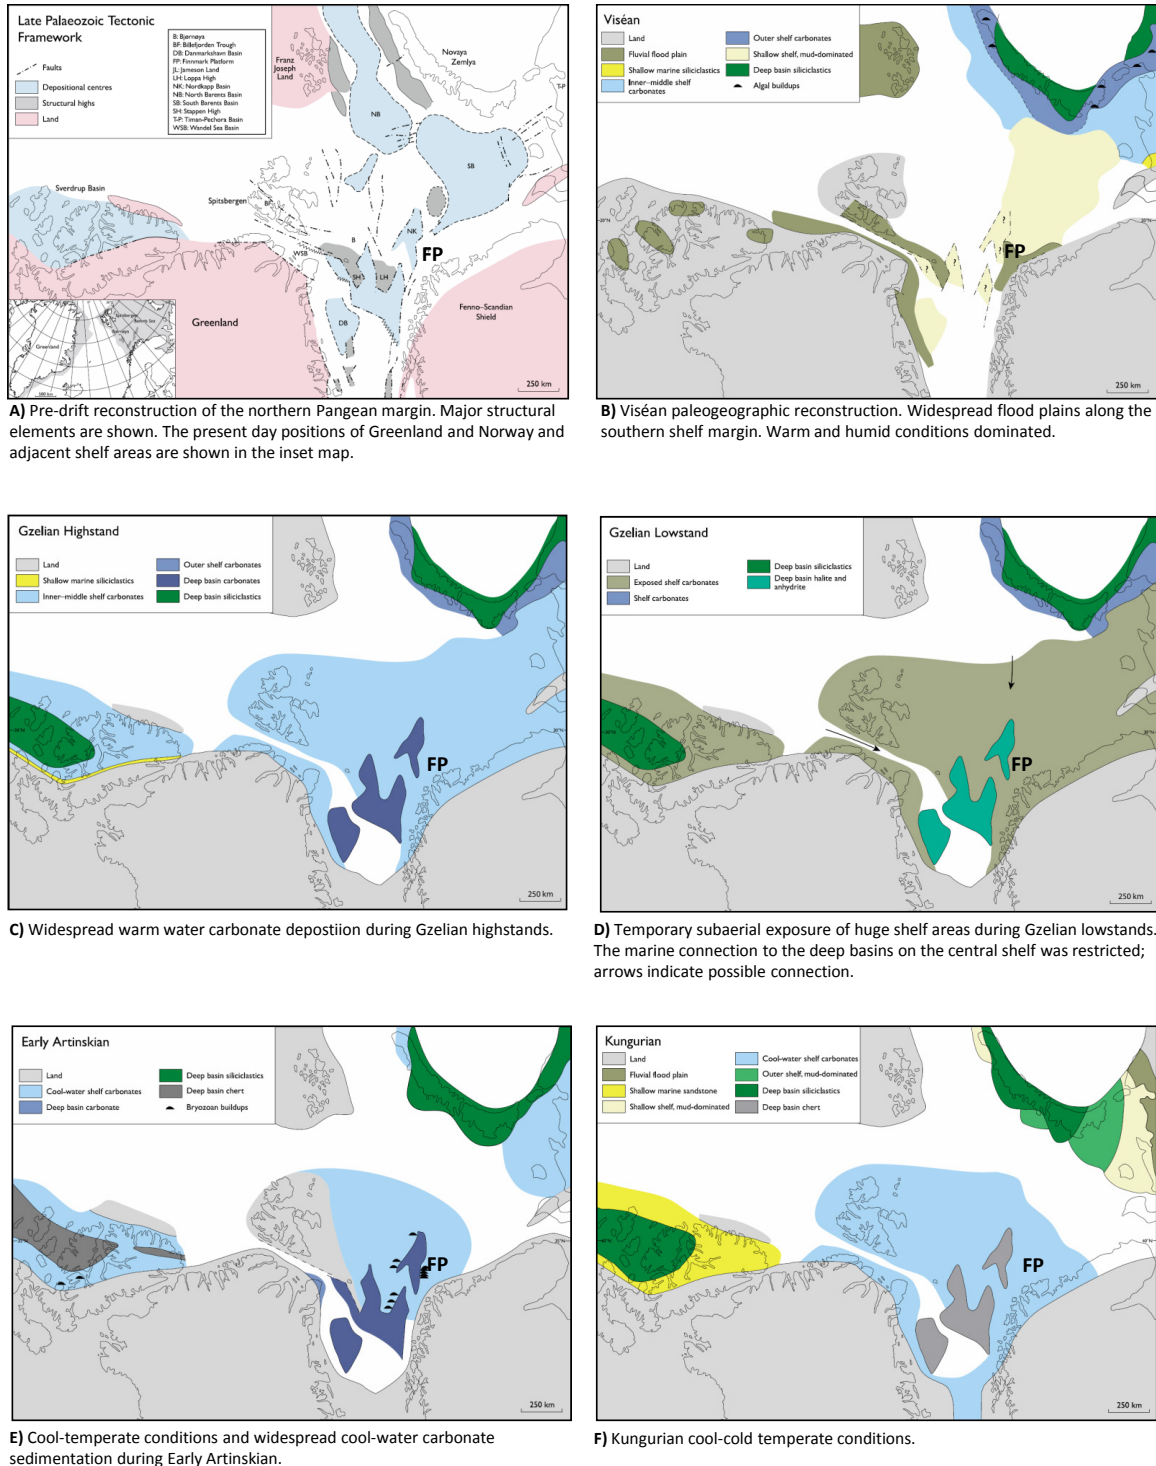 Late Palaeozoic Tectonic
Framework
Faults
Depositional centres
Structural highs
Land
B: Bjørnøya
BF: Billefjorden Trough
DB: Danmarkshavn Basin
FP: Finnmark Platform
JL: Jameson Land
LH: Loppa High
NK: Nordkapp Basin
NB: North Barents Basin
SB: South Barents Basin
SH: Stappen High
T-P: Timan-Pechora Basin
WSB: Wandel Sea Basin
Franz
Joseph
Land
Novaya
Zemlya
T-P
NB
SB
Sverdrup Basin
Spitsbergen
BF
B
NK
FP
WSB
SH
LH
DB
Greenland
Fenno–Scandian
Shield
Greenland
250 km
A) Pre-drift reconstruction of the northern Pangean margin. Major structural
elements are shown. The present day positions of Greenland and Norway and
adjacent shelf areas are shown in the inset map.
Viséan
Land
Fluvial flood plain
Shallow marine siliciclastics
Inner–middle shelf
carbonates
Outer shelf carbonates
Shallow shelf, mud-dominated
Deep basin siliciclastics
Algal buildups
?
?
?
?
?
FP
250 km
B) Viséan paleogeographic reconstruction. Widespread flood plains along the
southern shelf margin. Warm and humid conditions dominated.
Gzelian Highstand
Land
Shallow marine siliciclastics
Inner–middle shelf carbonates
Outer shelf carbonates
Deep basin carbonates
Deep basin siliciclastics
FP
250 km
C) Widespread warm water carbonate depostiion during Gzelian highstands.
Gzelian Lowstand
Land
Exposed shelf carbonates
Shelf carbonates
Deep basin siliciclastics
Deep basin halite and
anhydrite
FP
250 km
D) Temporary subaerial exposure of huge shelf areas during Gzelian lowstands.
The marine connection to the deep basins on the central shelf was restricted;
arrows indicate possible connection.
Early Artinskian
Land
Cool-water shelf carbonates
Deep basin carbonate
Deep basin siliciclastics
Deep basin chert
Bryozoan buildups
FP
250 km
E) Cool-temperate conditions and widespread cool-water carbonate
sedimentation during Early Artinskian.
Kungurian
Land
Fluvial flood plain
Shallow marine sandstone
Shallow shelf, mud-dominated
Cool-water shelf carbonates
Outer shelf, mud-dominated
Deep basin siliciclastics
Deep basin chert
FP
250 km
F) Kungurian cool-cold temperate conditions.